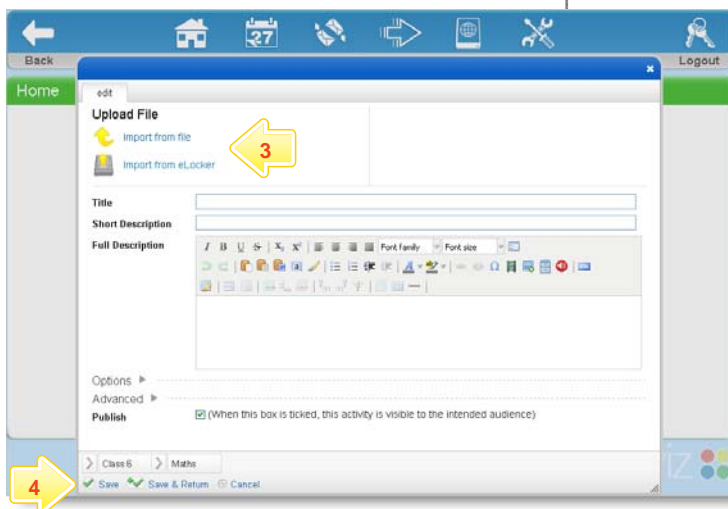 27
Back
Logout
Home
edit
Upload File
Import from file
3
Import from eLocker
Title
Short Description
Full Description
I B U S X₂ X² Font family Font size
Options
Advanced
Publish (When this box is ticked, this activity is visible to the intended audience)
Class 6 Maths
4
Save Save & Return Cancel